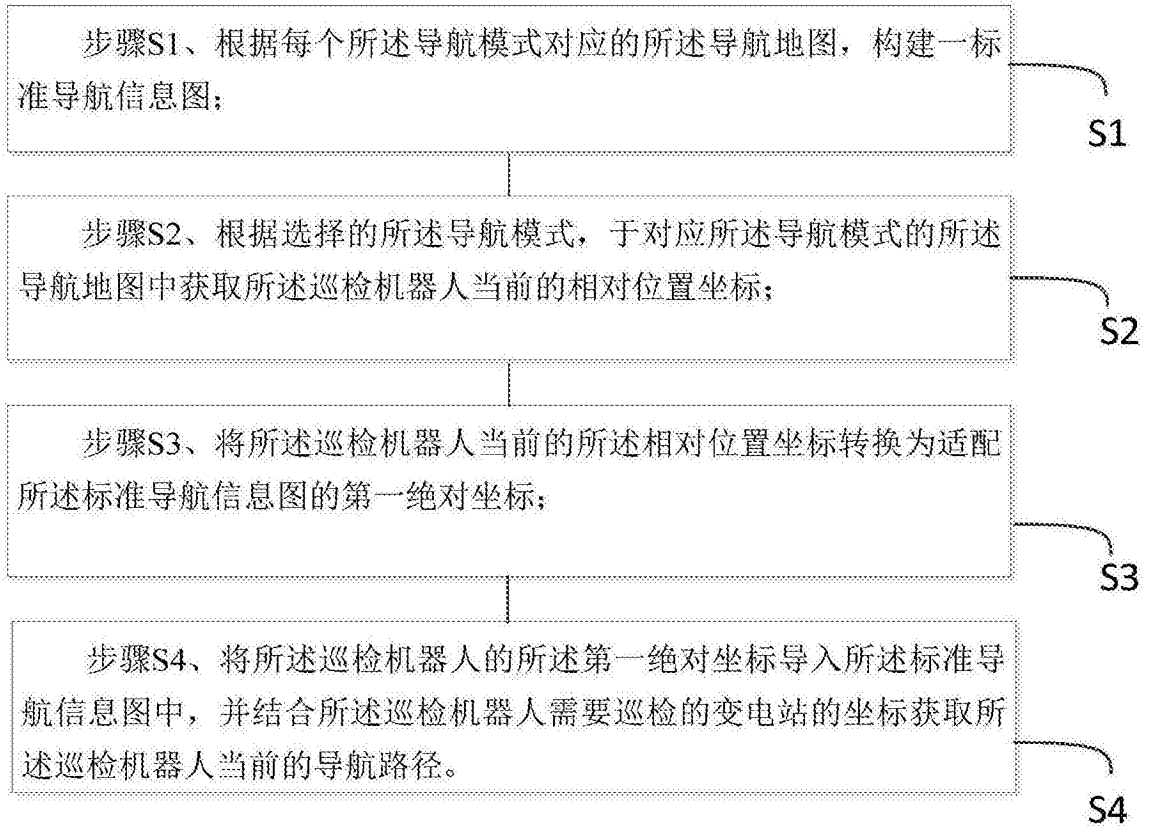 步骤S1、根据每个所述导航模式对应的所述导航地图，构建一标
准导航信息图；
S1
步骤S2、根据选择的所述导航模式，于对应所述导航模式的所述
导航地图中获取所述巡检机器人当前的相对位置坐标；
S2
步骤S3、将所述巡检机器人当前的所述相对位置坐标转换为适配
所述标准导航信息图的第一绝对坐标；
S3
步骤S4、将所述巡检机器人的所述第一绝对坐标导入所述标准导
航信息图中，并结合所述巡检机器人需要巡检的变电站的坐标获取所
述巡检机器人当前的导航路径。
S4